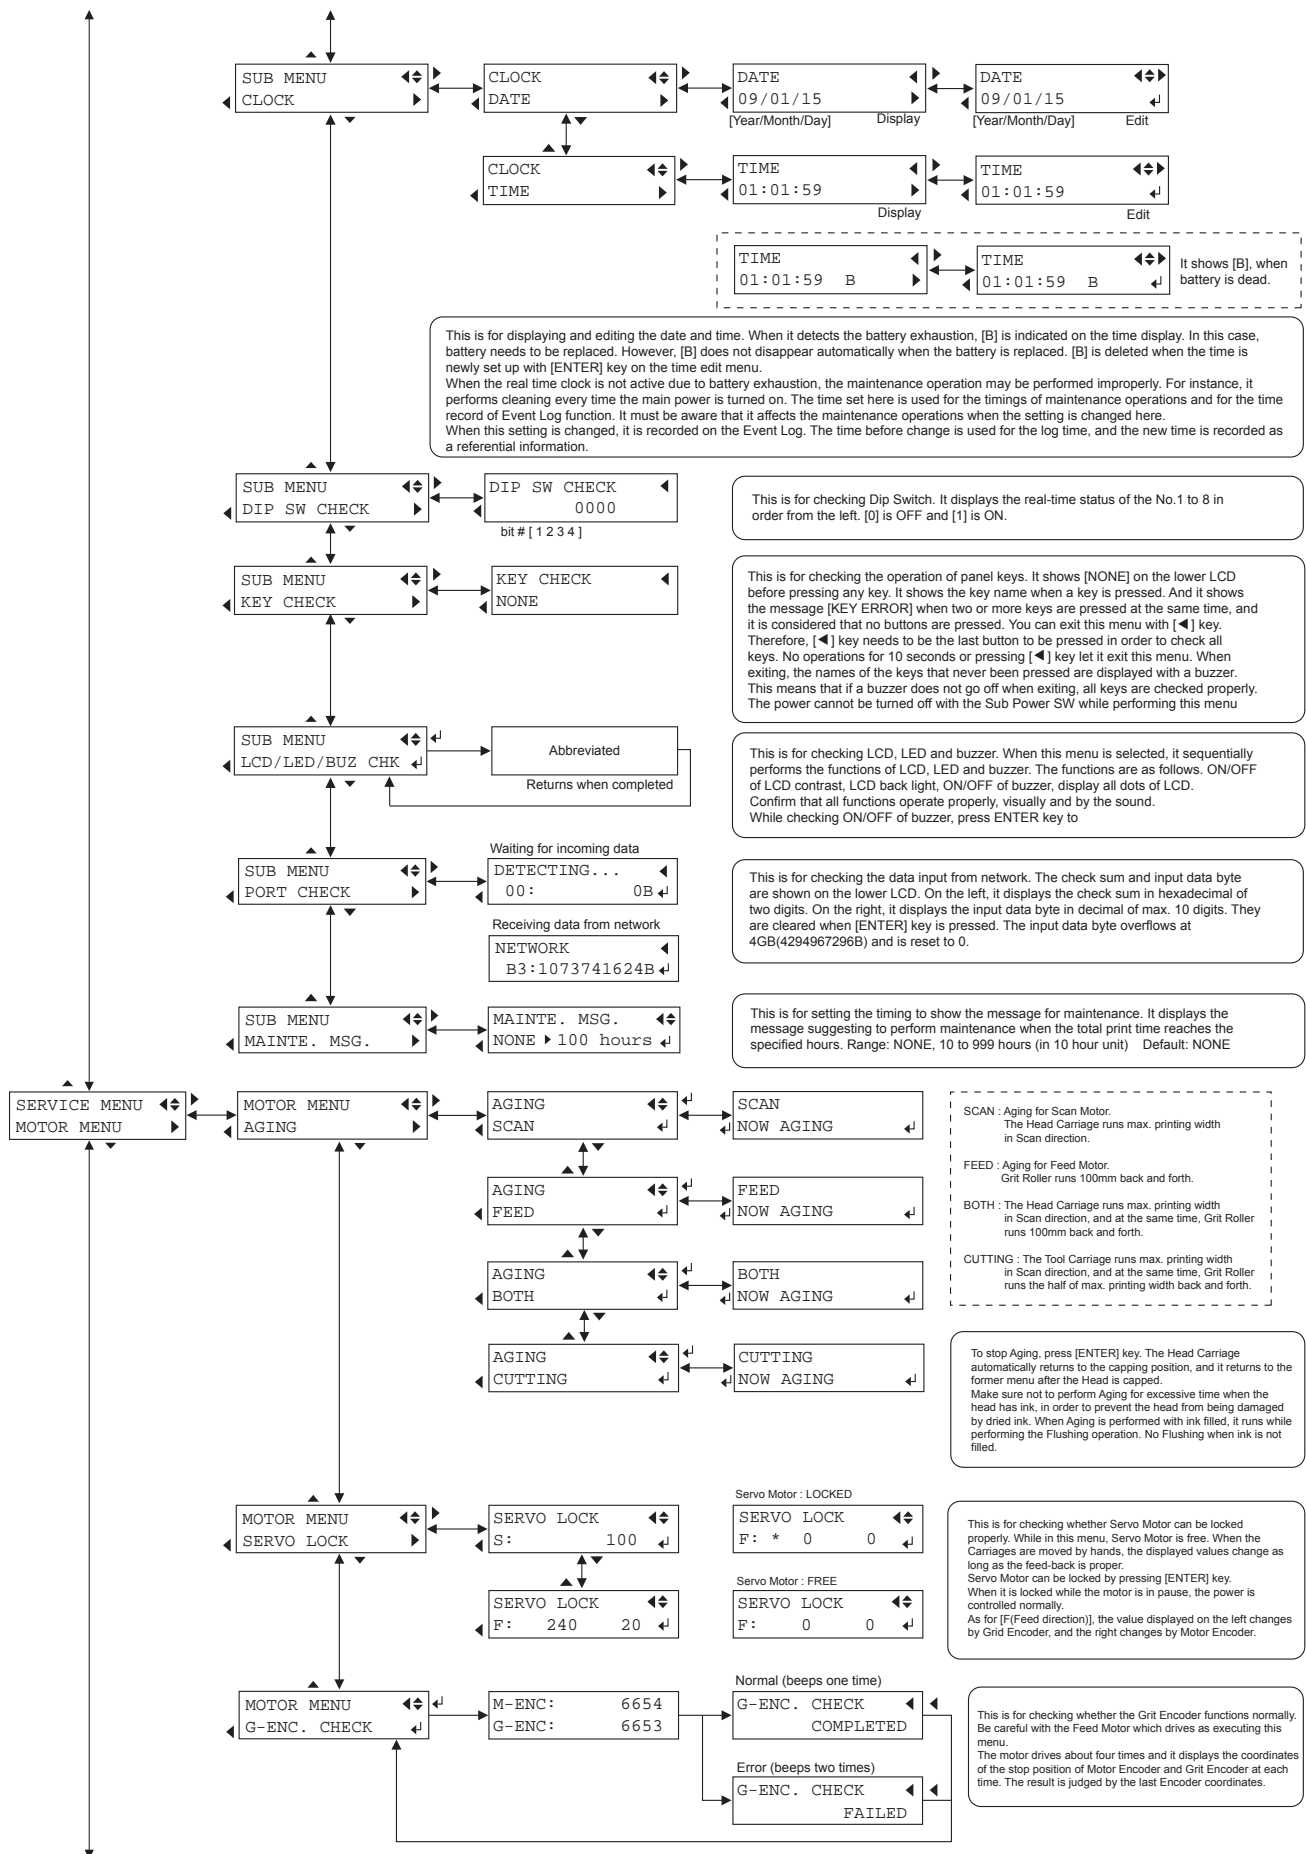 SUB MENU
CLOCK
CLOCK
DATE
DATE
09/01/15
[Year/Month/Day] Display
DATE
09/01/15
[Year/Month/Day] Edit
CLOCK
TIME
TIME
01:01:59
Display
TIME
01:01:59
Edit
TIME
01:01:59 B
TIME
01:01:59 B
It shows [B], when
battery is dead.
This is for displaying and editing the date and time. When it detects the battery exhaustion, [B] is indicated on the time display. In this case,
battery needs to be replaced. However, [B] does not disappear automatically when the battery is replaced. [B] is deleted when the time is
newly set up with [ENTER] key on the time edit menu.
When the real time clock is not active due to battery exhaustion, the maintenance operation may be performed improperly. For instance, it
performs cleaning every time the main power is turned on. The time set here is used for the timings of maintenance operations and for the time
record of Event Log function. It must be aware that it affects the maintenance operations when the setting is changed here.
When this setting is changed, it is recorded on the Event Log. The time before change is used for the log time, and the new time is recorded as
a referential information.
SUB MENU
DIP SW CHECK
DIP SW CHECK
0000
bit # [ 1 2 3 4 ]
This is for checking Dip Switch. It displays the real-time status of the No.1 to 8 in
order from the left. [0] is OFF and [1] is ON.
SUB MENU
KEY CHECK
KEY CHECK
NONE
This is for checking the operation of panel keys. It shows [NONE] on the lower LCD
before pressing any key. It shows the key name when a key is pressed. And it shows
the message [KEY ERROR] when two or more keys are pressed at the same time, and
it is considered that no buttons are pressed. You can exit this menu with [◀] key.
Therefore, [◀] key needs to be the last button to be pressed in order to check all
keys. No operations for 10 seconds or pressing [◀] key let it exit this menu. When
exiting, the names of the keys that never been pressed are displayed with a buzzer.
This means that if a buzzer does not go off when exiting, all keys are checked properly.
The power cannot be turned off with the Sub Power SW while performing this menu
SUB MENU
LCD/LED/BUZ CHK
Abbreviated
Returns when completed
This is for checking LCD, LED and buzzer. When this menu is selected, it sequentially
performs the functions of LCD, LED and buzzer. The functions are as follows. ON/OFF
of LCD contrast, LCD back light, ON/OFF of buzzer, display all dots of LCD.
Confirm that all functions operate properly, visually and by the sound.
While checking ON/OFF of buzzer, press ENTER key to
SUB MENU
PORT CHECK
Waiting for incoming data
DETECTING...
00: 0B
Receiving data from network
NETWORK
B3:1073741624B
This is for checking the data input from network. The check sum and input data byte
are shown on the lower LCD. On the left, it displays the check sum in hexadecimal of
two digits. On the right, it displays the input data byte in decimal of max. 10 digits. They
are cleared when [ENTER] key is pressed. The input data byte overflows at
4GB(4294967296B) and is reset to 0.
SUB MENU
MAINTE. MSG.
MAINTE. MSG.
NONE ▶ 100 hours
This is for setting the timing to show the message for maintenance. It displays the
message suggesting to perform maintenance when the total print time reaches the
specified hours. Range: NONE, 10 to 999 hours (in 10 hour unit) Default: NONE
SERVICE MENU
MOTOR MENU
MOTOR MENU
AGING
AGING
SCAN
SCAN
NOW AGING
AGING
FEED
FEED
NOW AGING
AGING
BOTH
BOTH
NOW AGING
AGING
CUTTING
CUTTING
NOW AGING
SCAN : Aging for Scan Motor.
The Head Carriage runs max. printing width
in Scan direction.
FEED : Aging for Feed Motor.
Grit Roller runs 100mm back and forth.
BOTH : The Head Carriage runs max. printing width
in Scan direction, and at the same time, Grit Roller
runs 100mm back and forth.
CUTTING : The Tool Carriage runs max. printing width
in Scan direction, and at the same time, Grit Roller
runs the half of max. printing width back and forth.
To stop Aging, press [ENTER] key. The Head Carriage
automatically returns to the capping position, and it returns to the
former menu after the Head is capped.
Make sure not to perform Aging for excessive time when the
head has ink, in order to prevent the head from being damaged
by dried ink. When Aging is performed with ink filled, it runs while
performing the Flushing operation. No Flushing when ink is not
filled.
MOTOR MENU
SERVO LOCK
SERVO LOCK
S: 100
SERVO LOCK
F: 240 20
Servo Motor : LOCKED
SERVO LOCK
F: * 0 0
Servo Motor : FREE
SERVO LOCK
F: 0 0
This is for checking whether Servo Motor can be locked
properly. While in this menu, Servo Motor is free. When the
Carriages are moved by hands, the displayed values change as
long as the feed-back is proper.
Servo Motor can be locked by pressing [ENTER] key.
When it is locked while the motor is in pause, the power is
controlled normally.
As for [F(Feed direction)], the value displayed on the left changes
by Grid Encoder, and the right changes by Motor Encoder.
MOTOR MENU
G-ENC. CHECK
M-ENC: 6654
G-ENC: 6653
Normal (beeps one time)
G-ENC. CHECK
COMPLETED
Error (beeps two times)
G-ENC. CHECK
FAILED
This is for checking whether the Grit Encoder functions normally.
Be careful with the Feed Motor which drives as executing this
menu.
The motor drives about four times and it displays the coordinates
of the stop position of Motor Encoder and Grit Encoder at each
time. The result is judged by the last Encoder coordinates.